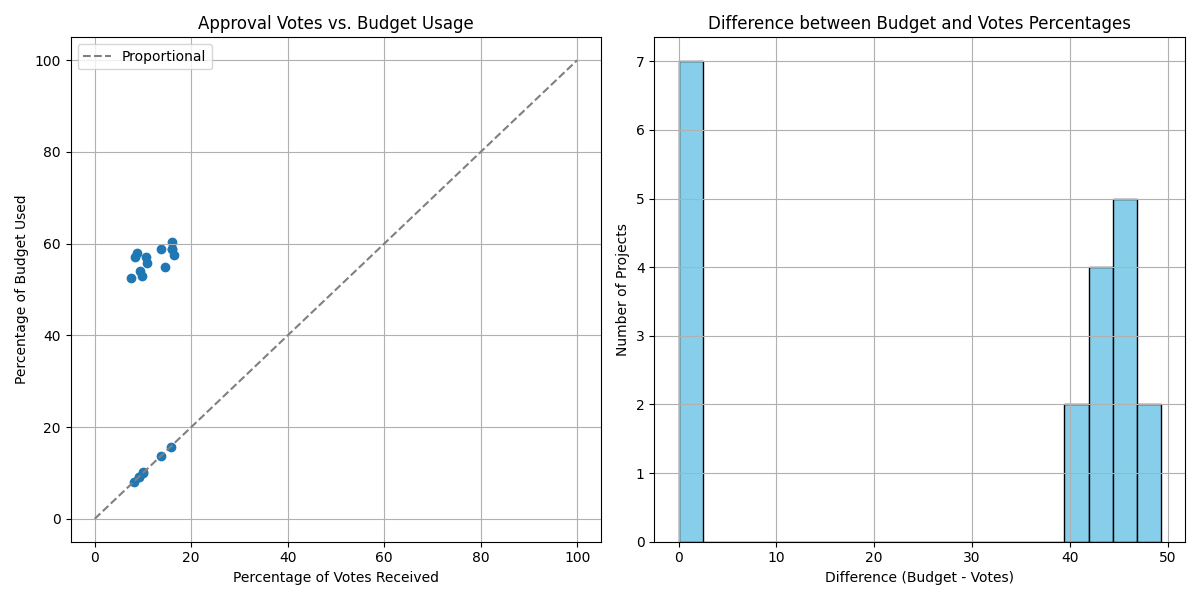 Approval Votes vs. Budget Usage
Proportional
100
80
60
40
20
0
0 20 40 60 80 100
Percentage of Budget Used
Percentage of Votes Received
Difference between Budget and Votes Percentages
7
6
5
4
3
2
1
0
0 10 20 30 40 50
Number of Projects
Difference (Budget - Votes)